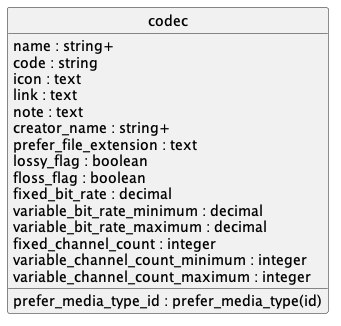 codec
name : string+
code : string
icon : text
link : text
note : text
creator_name : string+
prefer_file_extension : text
lossy_flag : boolean
floss_flag : boolean
fixed_bit_rate : decimal
variable_bit_rate_minimum : decimal
variable_bit_rate_maximum : decimal
fixed_channel_count : integer
variable_channel_count_minimum : integer
variable_channel_count_maximum : integer
prefer_media_type_id : prefer_media_type(id)